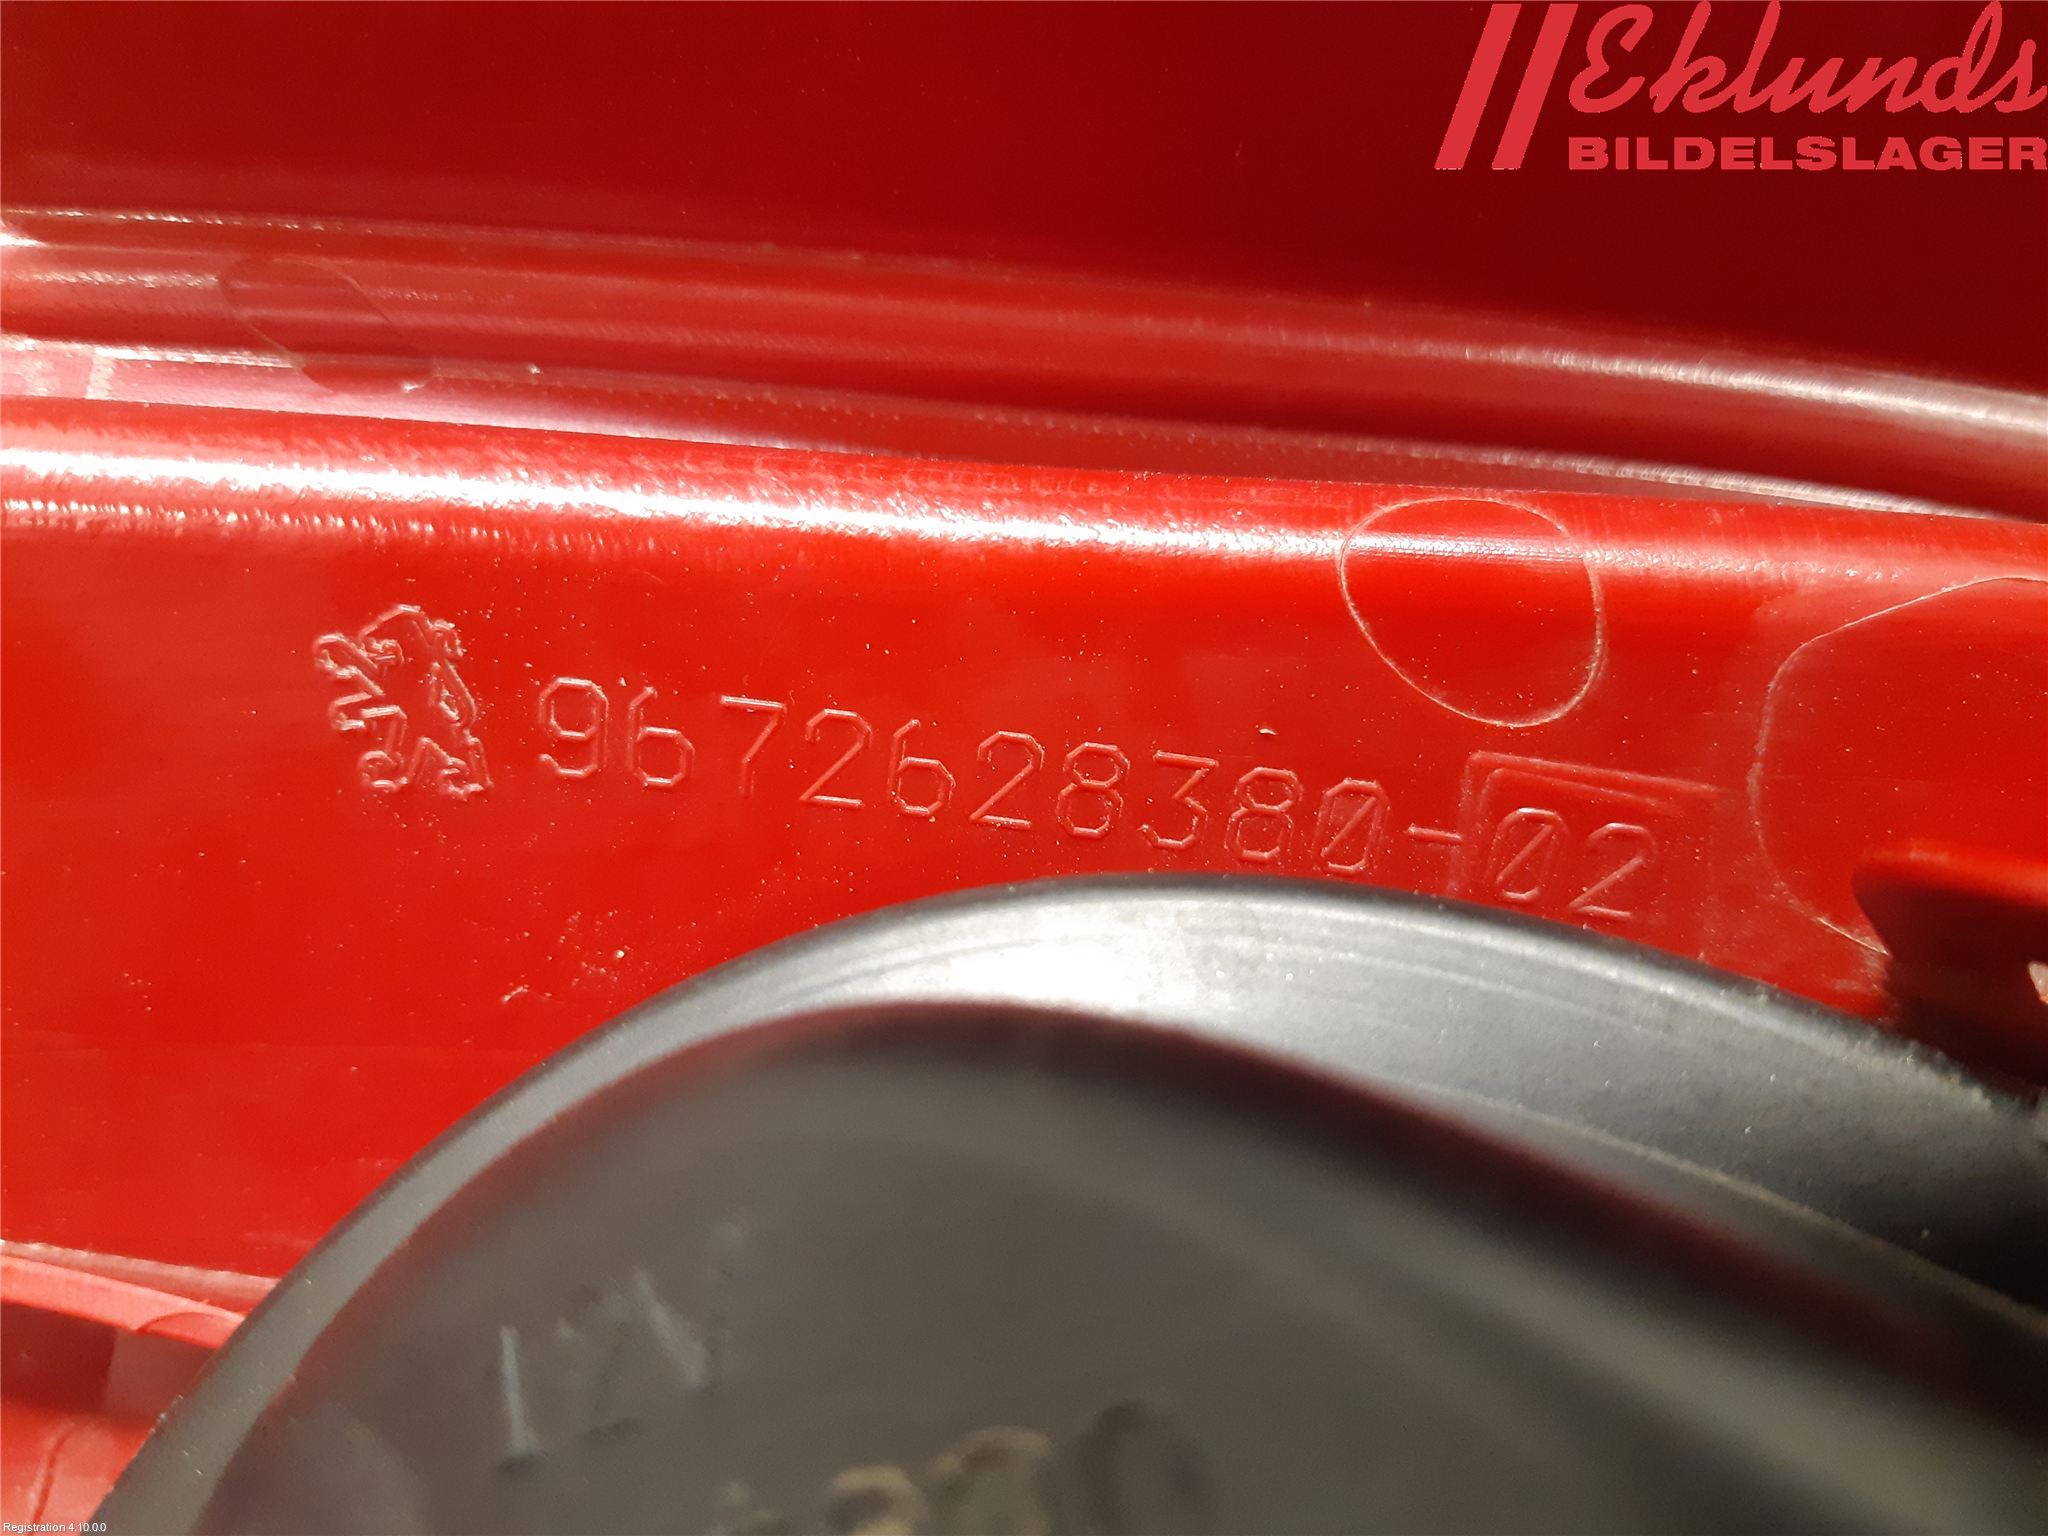 Eklunds
BILDELSLAGER
9672628380-02
Registration 4.10.0.0